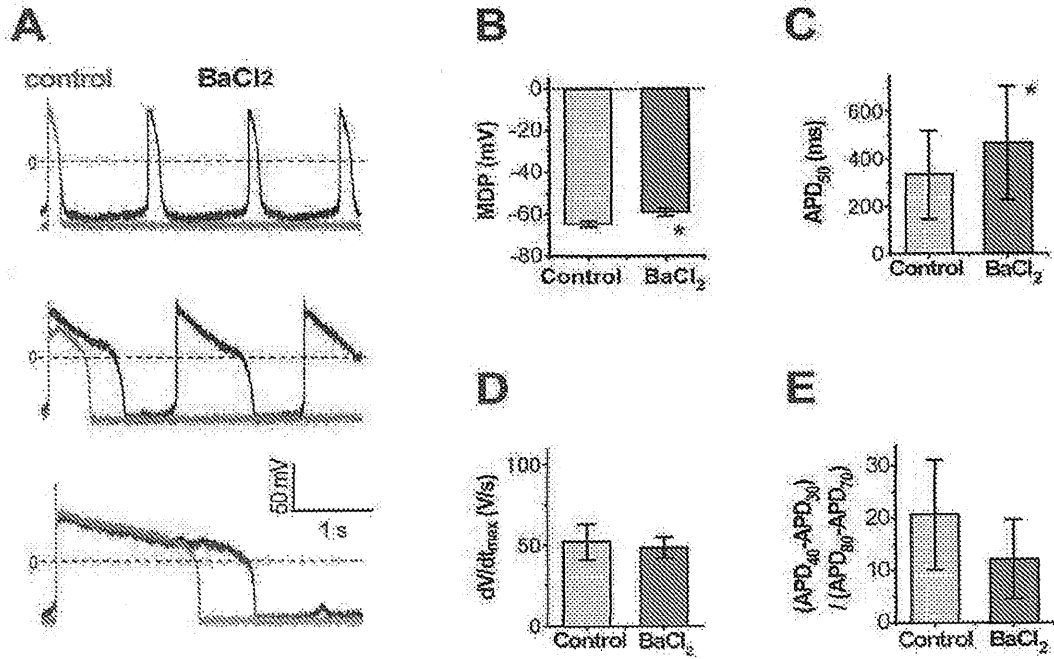 A
control BaCl2
0
0
0
50 mV
1 s
B
MDP (mV)
0
-20
-40
-60
-80
*
Control BaCl2
C
APD50 (ms)
600
400
200
0
*
Control BaCl2
D
dV/dtmax (V/s)
100
50
0
Control BaCl2
E
(APD40-APD30)
/ (APD80-APD70)
30
20
10
0
Control BaCl2